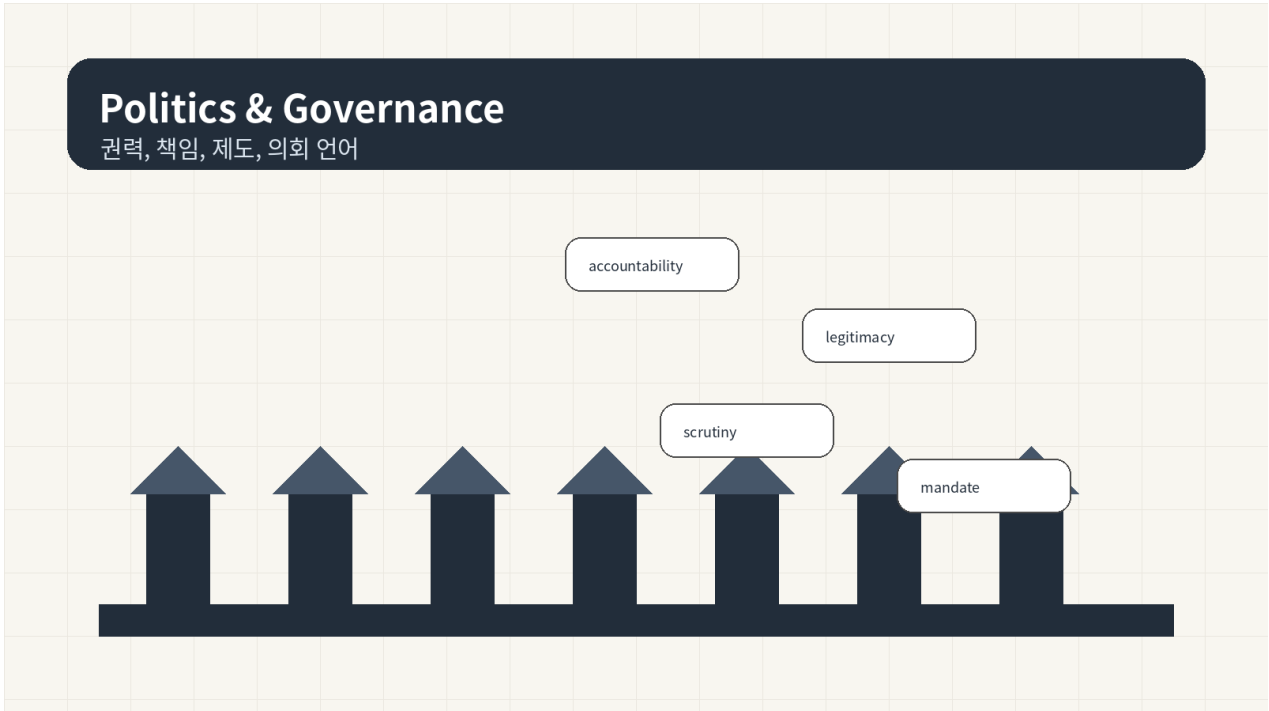 Politics & Governance
권력, 책임, 제도, 의회 언어
accountability
legitimacy
scrutiny
mandate